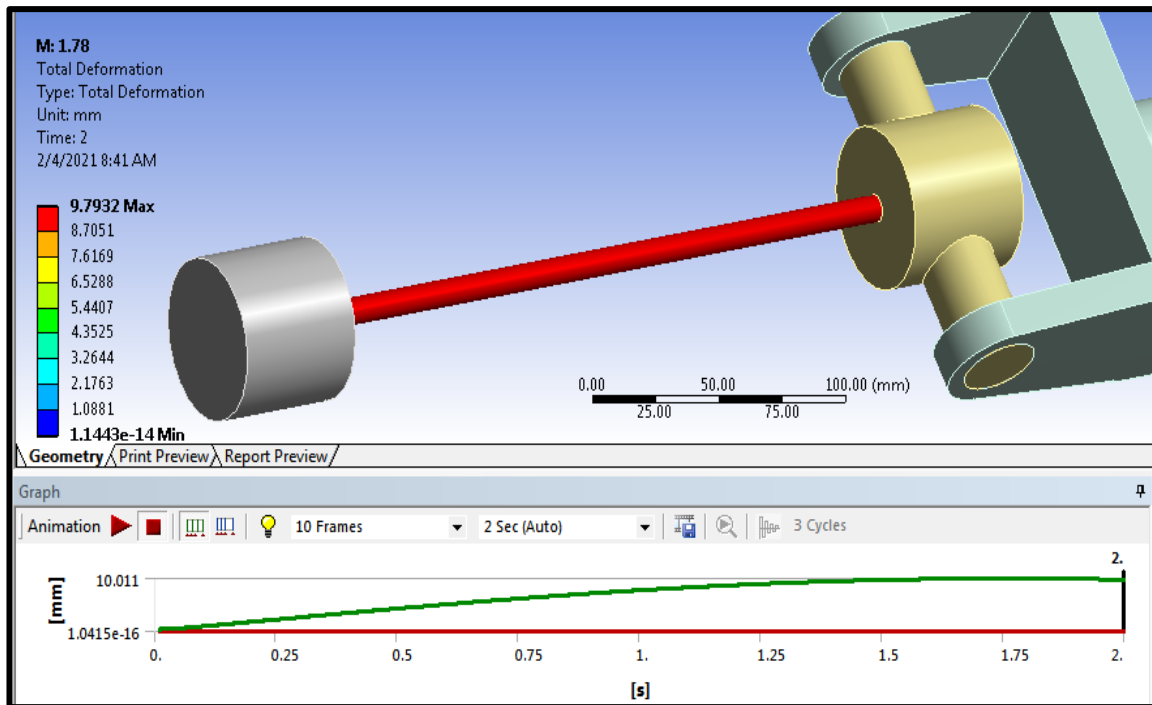 M: 1.78
Total Deformation
Type: Total Deformation
Unit: mm
Time: 2
2/4/2021 8:41 AM
9.7932 Max
8.7051
7.6169
6.5288
5.4407
4.3525
3.2644
2.1763
1.0881
1.1443e-14 Min
0.00 50.00 100.00 (mm)
25.00 75.00
Geometry Print Preview Report Preview
Graph
Animation 10 Frames 2 Sec (Auto) 3 Cycles
2.
10.011
[mm]
1.0415e-16
0. 0.25 0.5 0.75 1. 1.25 1.5 1.75 2.
[s]